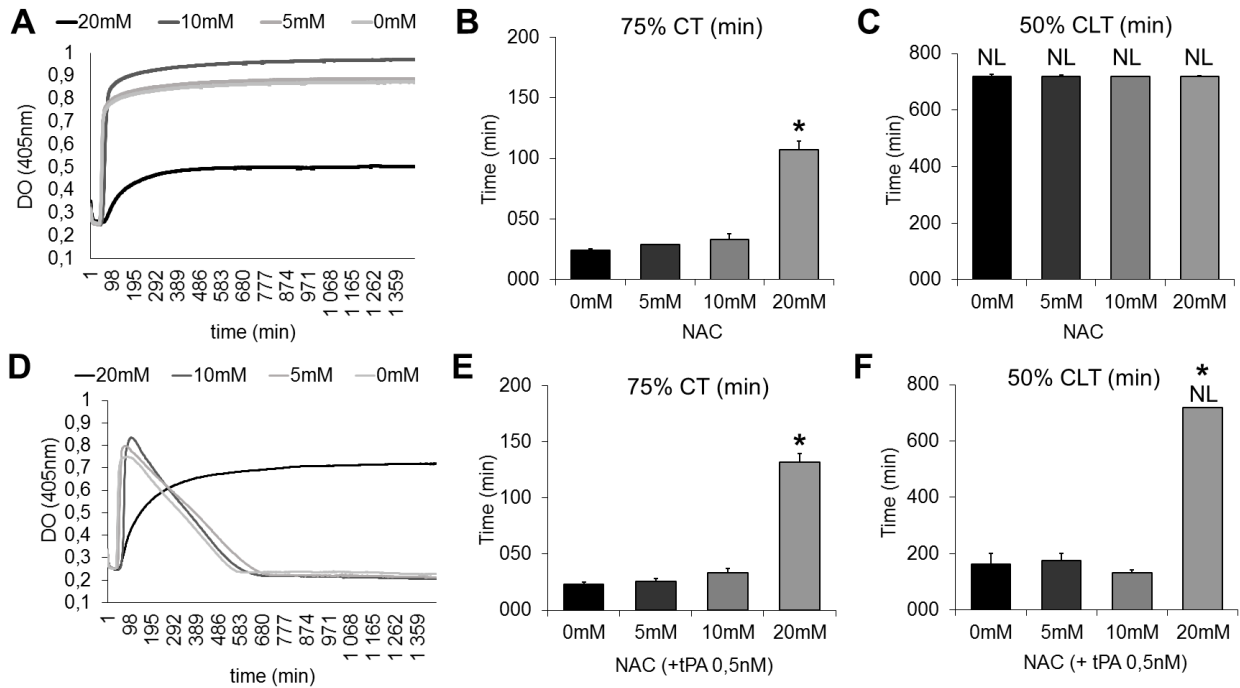 A
20mM 10mM 5mM 0mM
DO (405nm)
1
0,9
0,8
0,7
0,6
0,5
0,4
0,3
0,2
0,1
1
98
195
292
389
486
583
680
777
874
971
1 068
1 165
1 262
1 359
time (min)
B
75% CT (min)
Time (min)
200
150
100
050
000
*
0mM 5mM 10mM 20mM
NAC
C
50% CLT (min)
Time (min)
800
600
400
200
000
NL NL NL NL
0mM 5mM 10mM 20mM
NAC
D
20mM 10mM 5mM 0mM
DO (405nm)
1
0,9
0,8
0,7
0,6
0,5
0,4
0,3
0,2
0,1
1
98
195
292
389
486
583
680
777
874
971
1 068
1 165
1 262
1 359
time (min)
E
75% CT (min)
Time (min)
200
150
100
050
000
*
0mM 5mM 10mM 20mM
NAC (+tPA 0,5nM)
F
50% CLT (min)
Time (min)
800
600
400
200
000
*
NL
0mM 5mM 10mM 20mM
NAC (+ tPA 0,5nM)